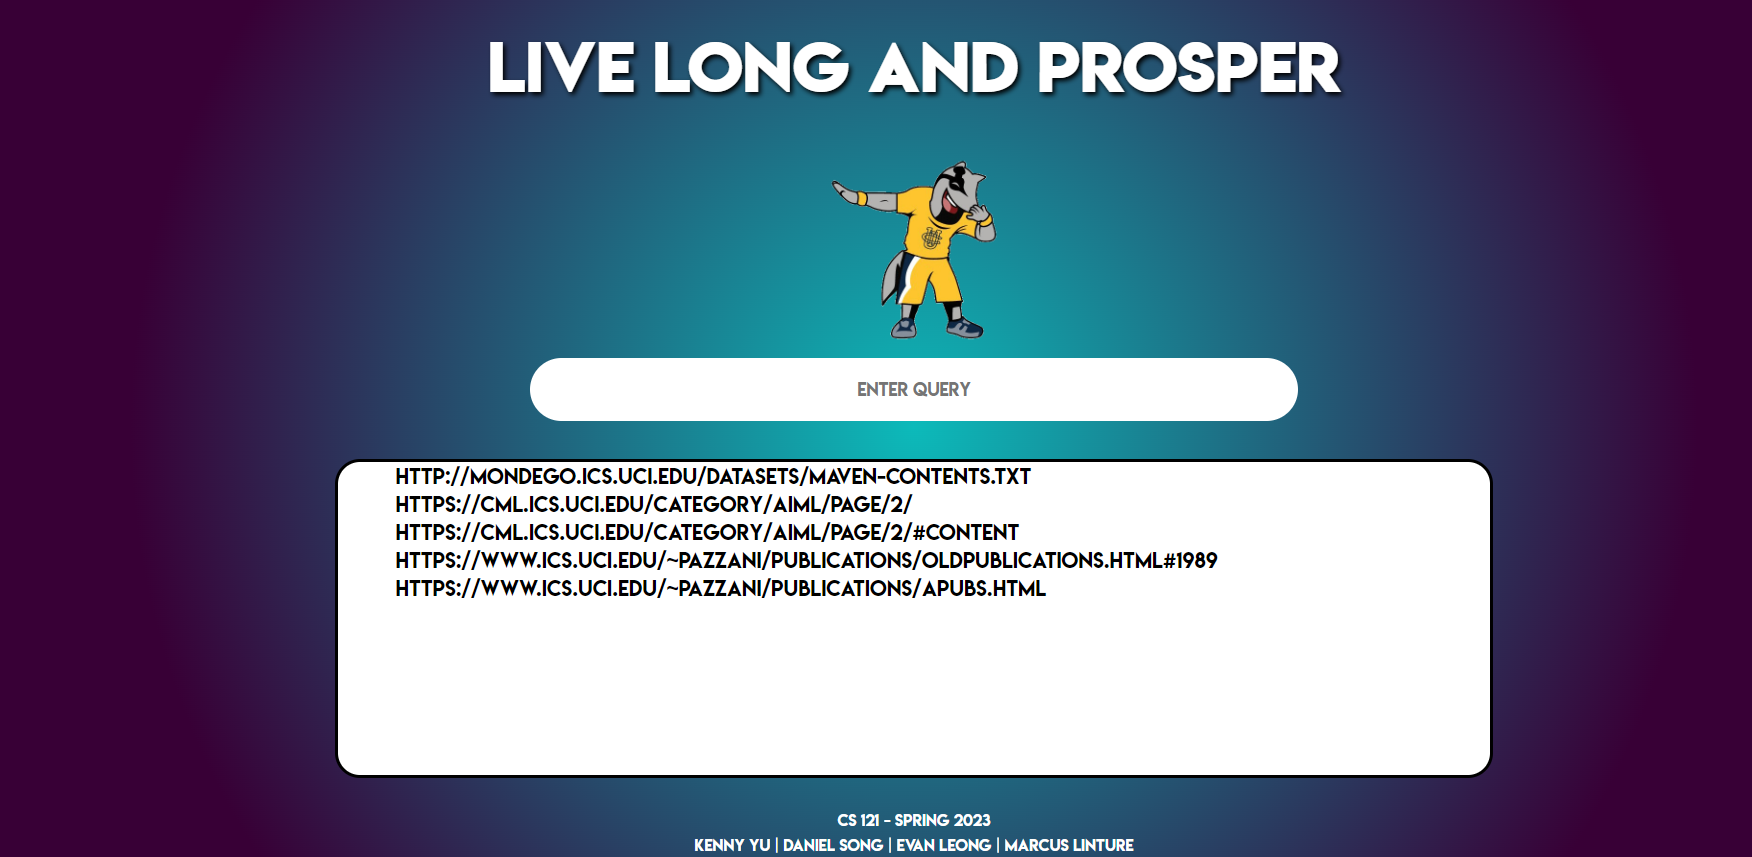 LIVE LONG AND PROSPER
ENTER QUERY
HTTP://MONDEGO.ICS.UCI.EDU/DATASETS/MAVEN-CONTENTS.TXT
HTTPS://CML.ICS.UCI.EDU/CATEGORY/AIML/PAGE/2/
HTTPS://CML.ICS.UCI.EDU/CATEGORY/AIML/PAGE/2/#CONTENT
HTTPS://WWW.ICS.UCI.EDU/~PAZZANI/PUBLICATIONS/OLDPUBLICATIONS.HTML#1989
HTTPS://WWW.ICS.UCI.EDU/~PAZZANI/PUBLICATIONS/APUBS.HTML
CS 121 - SPRING 2023
KENNY YU | DANIEL SONG | EVAN LEONG | MARCUS LINTURE